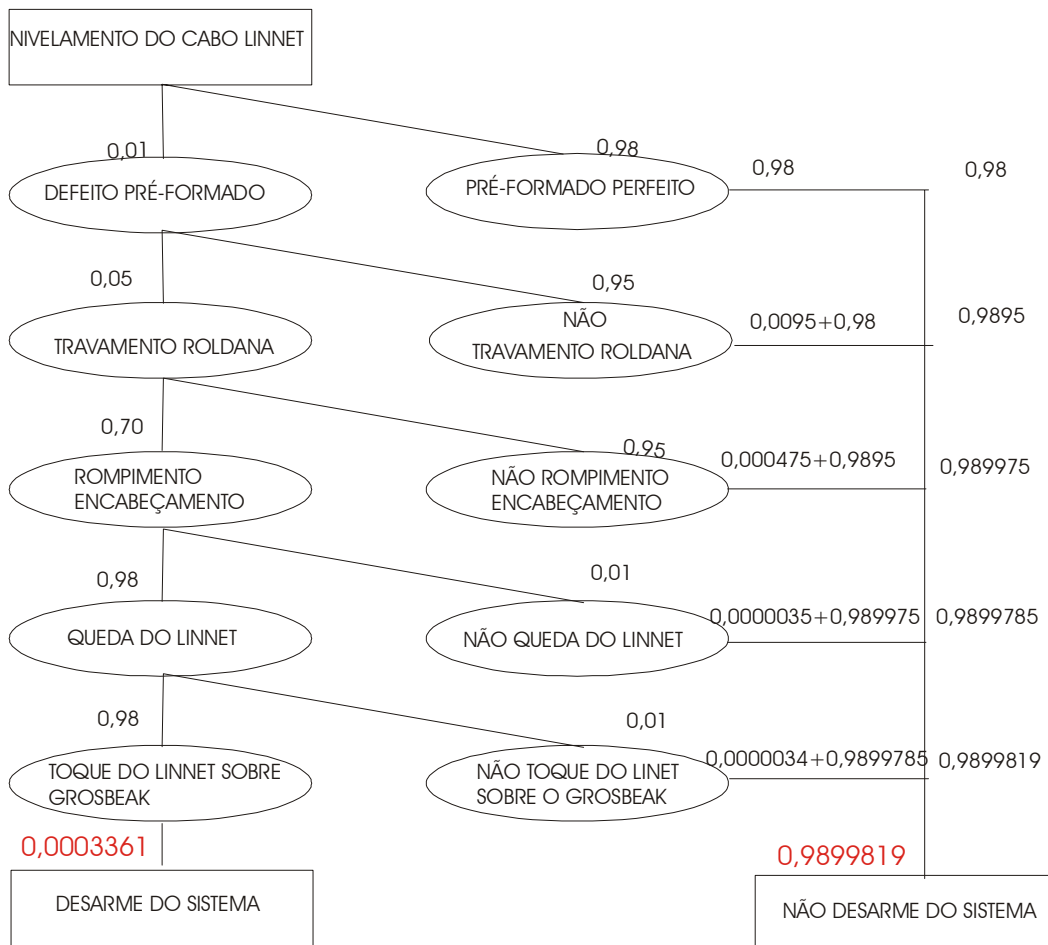 NIVELAMENTO DO CABO LINNET
0,01
0,98
DEFEITO PRÉ-FORMADO
PRÉ-FORMADO PERFEITO
0,98
0,98
0,05
0,95
TRAVAMENTO ROLDANA
NÃO
TRAVAMENTO ROLDANA
0,0095+0,98
0,9895
0,70
0,95
ROMPIMENTO
ENCABEÇAMENTO
NÃO ROMPIMENTO
ENCABEÇAMENTO
0,000475+0,9895
0,989975
0,98
0,01
QUEDA DO LINNET
NÃO QUEDA DO LINNET
0,0000035+0,989975
0,9899785
0,98
0,01
TOQUE DO LINNET SOBRE
GROSBEAK
NÃO TOQUE DO LINET
SOBRE O GROSBEAK
0,0000034+0,9899785
0,9899819
0,0003361
0,9899819
DESARME DO SISTEMA
NÃO DESARME DO SISTEMA